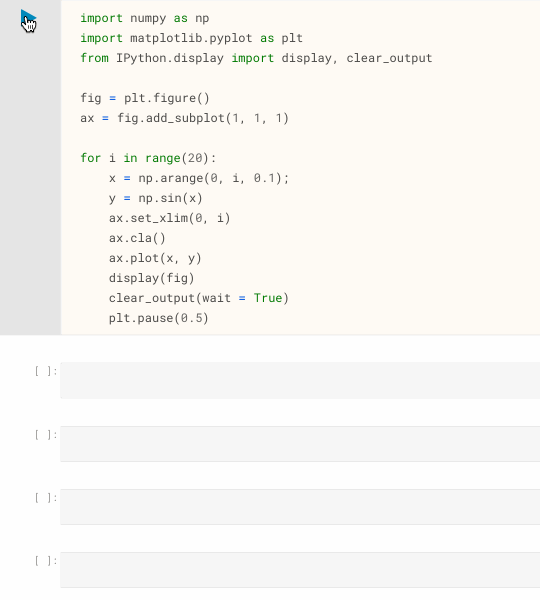 import numpy as np
import matplotlib.pyplot as plt
from IPython.display import display, clear_output

fig = plt.figure()
ax = fig.add_subplot(1, 1, 1)

for i in range(20):
    x = np.arange(0, i, 0.1);
    y = np.sin(x)
    ax.set_xlim(0, i)
    ax.cla()
    ax.plot(x, y)
    display(fig)
    clear_output(wait = True)
    plt.pause(0.5)
[ ]:
[ ]:
[ ]:
[ ]: